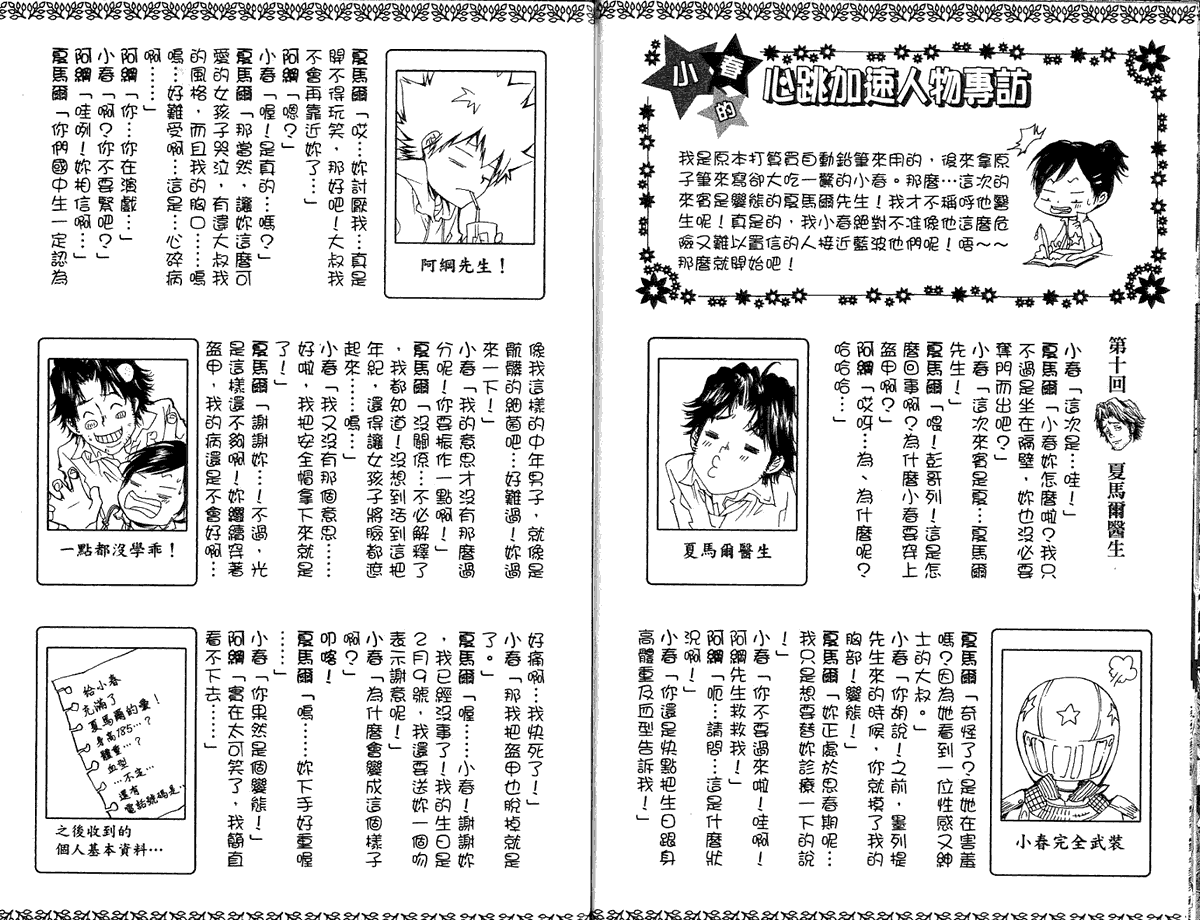 小春的
心跳加速人物專訪
我是原本打算買自動鉛筆來用的，後來拿原
子筆來寫卻大吃一驚的小春。那麼…這次的
來賓是變態的夏馬爾先生！我才不像他這麼危
生呢！真是的，我小春絕對不准稱呼他醫
險又難以置信的人接近藍波他們呢！唔～～
那麼就開始吧！
第十回　夏馬爾醫生
小春「這次是…哇！」
夏馬爾「小春妳怎麼啦？我只
不過是坐在隔壁，妳也沒必要
奪門而出吧？」
小春「這次來賓是夏…夏馬爾
先生！」
夏馬爾「喂！彭哥列！這是怎
麼回事啊？為什麼小春要穿上
盔甲啊？」
阿綱「哎呀…為、為什麼呢？
哈哈哈…」
夏馬爾醫生
夏馬爾「奇怪了？是她在害羞
嗎？因為她看到一位性感又紳
士的大叔。」
小春「你胡說！之前，墨列提
先生來的時候，你就摸了我的
胸部！變態！」
夏馬爾「妳正處於思春期呢…
我只是想要替妳診療一下的說
！」
小春「你不要過來啦！哇啊！
阿綱先生救救我！」
阿綱「呃…請問…這是什麼狀
況啊！」
小春「你還是快點把生日跟身
高體重及血型告訴我！」
小春完全武裝
夏馬爾「哎…妳討厭我…真是
開不得玩笑，那好吧！大叔我
不會再靠近妳了…」
阿綱「嗯？」
小春「喔！是真的…嗎？」
夏馬爾「那當然，讓妳這麼可
愛的女孩子哭泣，有違大叔我
的風格，而且我的胸口……嗚
嗚…好難受啊…這是…心碎病
啊……」
阿綱「你…你在演戲…」
小春「啊？你不要緊吧？」
阿綱「哇咧！妳相信……」
夏馬爾「你們國中生一定認為
阿綱先生！
像我這樣的中年男子，就像是
骯髒的細菌吧…好難過！妳過
來一下！」
小春「我的意思才沒有那麼過
分呢！你要振作一點啊！」
夏馬爾「沒關係…不必解釋了
，我都知道！沒想到活到這把
年紀，還得讓女孩子將臉都遮
起來……嗚…」
小春「我又沒有那個意思……
好啦，我把安全帽拿下來就是
了！」
夏馬爾「謝謝妳…！不過，光
是這樣還不夠啊！妳繼續穿著
盔甲，我的病還是不會好啊…
一點都沒學乖！
好痛啊…我快死了！」
小春「那我把盔甲也脫掉就是
了。」
夏馬爾「喔……小春！謝謝妳
，我已經沒事了！我的生日是
2月9號，我還要送妳一個吻
表示謝意呢！」
小春「為什麼會變成這個樣子
啊？」
叩喀！
夏馬爾「嗚……妳下手好重喔
……」
小春「你果然是個變態！」
阿綱「實在太可笑了，我簡直
看不下去……」
給小春
充滿了
夏馬爾的愛！
身高185…？
體重…？
血型
…不定…
還有
電話號碼是…
之後收到的
個人基本資料…